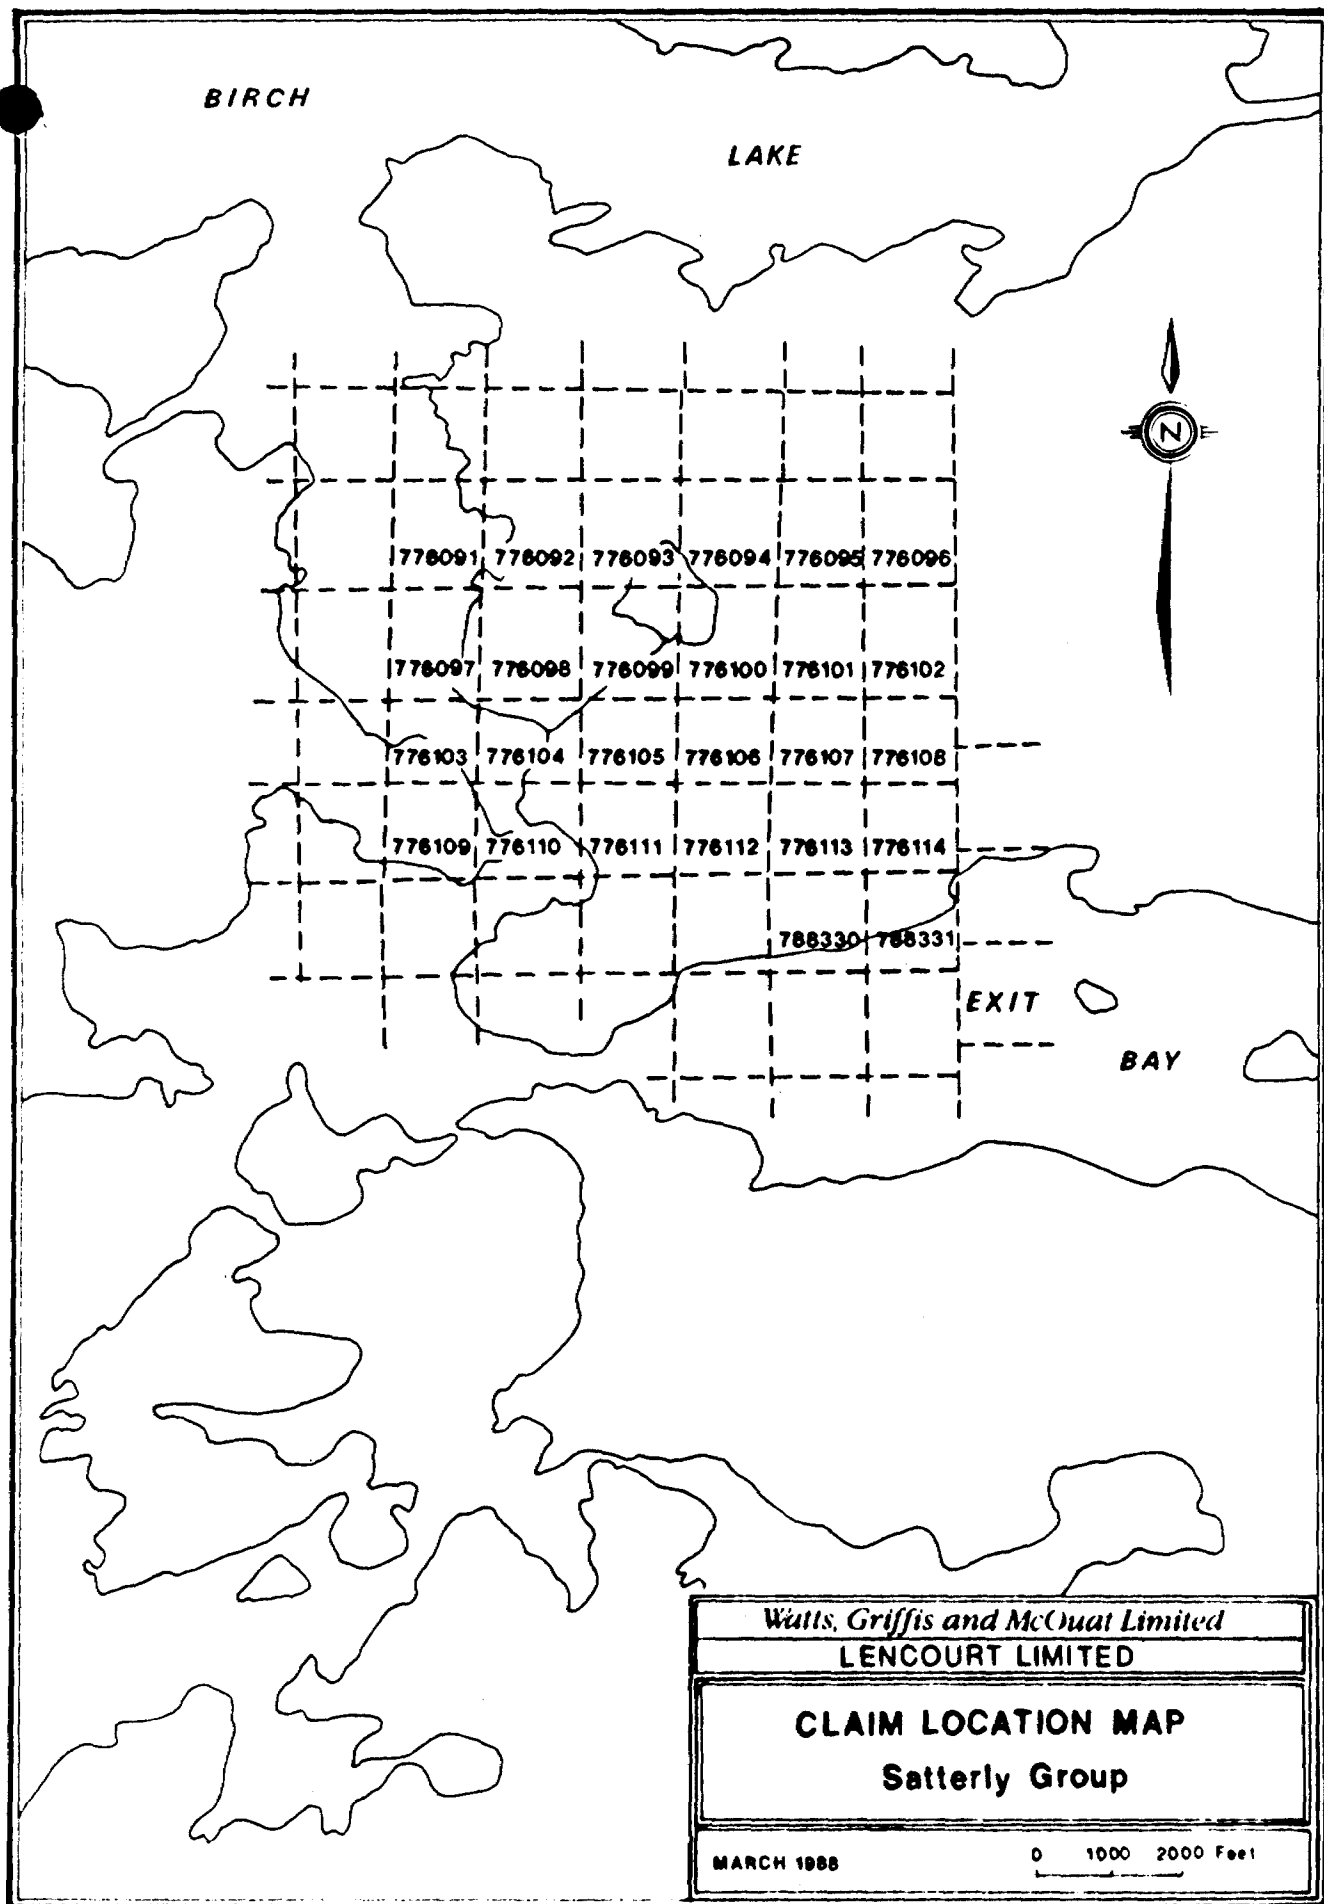 BIRCH
LAKE
N
776091 776092 776093 776094 776095 776096
776097 776098 776099 776100 776101 776102
776103 776104 776105 776106 776107 776108
776109 776110 776111 776112 776113 776114
788330 788331
EXIT
BAY
Watts, Griffis and McOuat Limited
LENCOURT LIMITED
CLAIM LOCATION MAP
Satterly Group
MARCH 1988
0 1000 2000 Feet